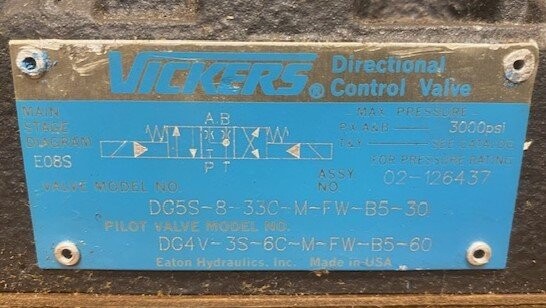 VICKERS® Directional Control Valve
MAIN STAGE DIAGRAM
E08S
A B
P T
MAX. PRESSURE
P,A AND B 3000psi
T&Y SEE CATALOG
FOR PRESSURE RATING
ASSY NO. 02-126437
VALVE MODEL NO.
DG5S-8-33C-M-FW-B5-30
PILOT VALVE MODEL NO.
DG4V-3S-6C-M-FW-B5-60
Eaton Hydraulics, Inc. Made in USA